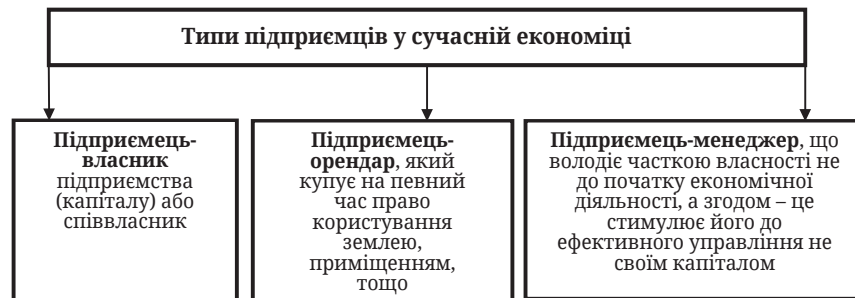 Типи підприємців у сучасній економіці
Підприємець-
власник
підприємства
(капіталу) або
співвласник
Підприємець-
орендар, який
купує на певний
час право
користування
землею,
приміщенням,
тощо
Підприємець-менеджер, що
володіє часткою власності не
до початку економічної
діяльності, а згодом – це
стимулює його до
ефективного управління не
своїм капіталом